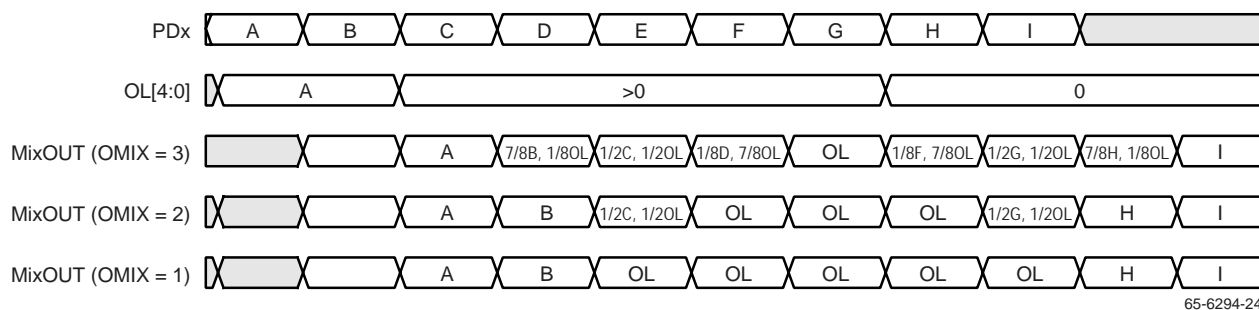 PDx A B C D E F G H I
OL[4:0] A >0 0
MixOUT (OMIX = 3) A 7/8B, 1/8OL 1/2C, 1/2OL 1/8D, 7/8OL OL 1/8F, 7/8OL 1/2G, 1/2OL 7/8H, 1/8OL I
MixOUT (OMIX = 2) A B 1/2C, 1/2OL OL OL OL 1/2G, 1/2OL H I
MixOUT (OMIX = 1) A B OL OL OL OL OL H I
65-6294-24